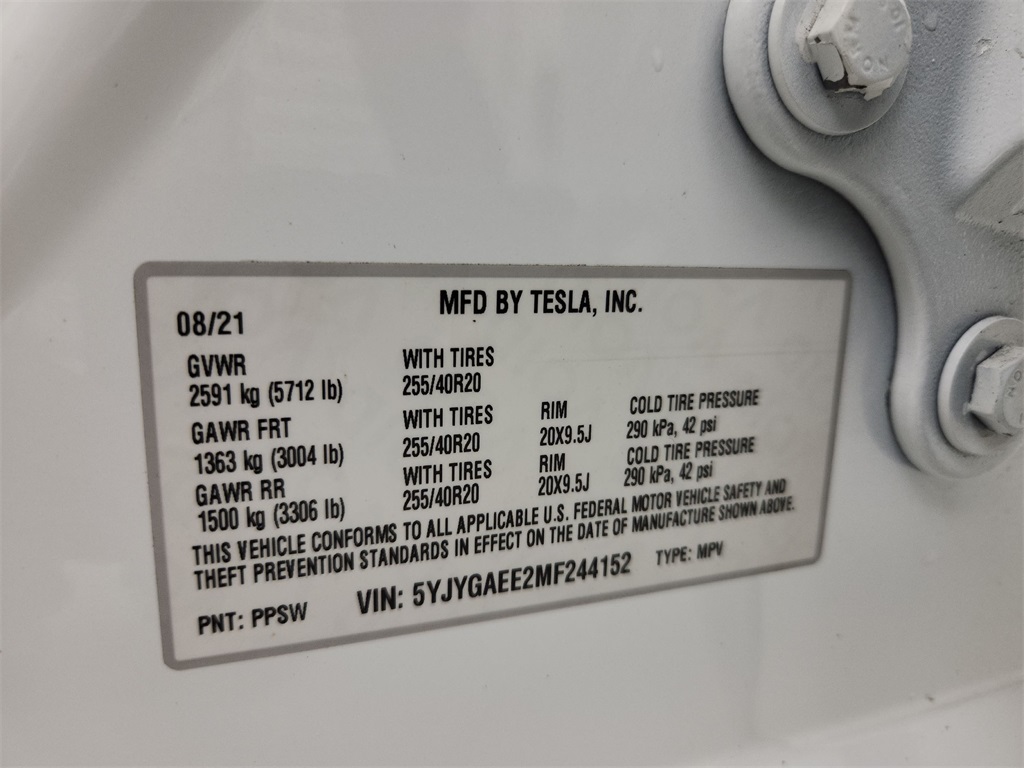 MFD BY TESLA, INC.
08/21
GVWR WITH TIRES
2591 kg (5712 lb) 255/40R20
GAWR FRT WITH TIRES RIM COLD TIRE PRESSURE
1363 kg (3004 lb) 255/40R20 20X9.5J 290 kPa, 42 psi
GAWR RR WITH TIRES RIM COLD TIRE PRESSURE
1500 kg (3306 lb) 255/40R20 20X9.5J 290 kPa, 42 psi
THIS VEHICLE CONFORMS TO ALL APPLICABLE U.S. FEDERAL MOTOR VEHICLE SAFETY AND
THEFT PREVENTION STANDARDS IN EFFECT ON THE DATE OF MANUFACTURE SHOWN ABOVE.
PNT: PPSW VIN: 5YJYGAEE2MF244152 TYPE: MPV